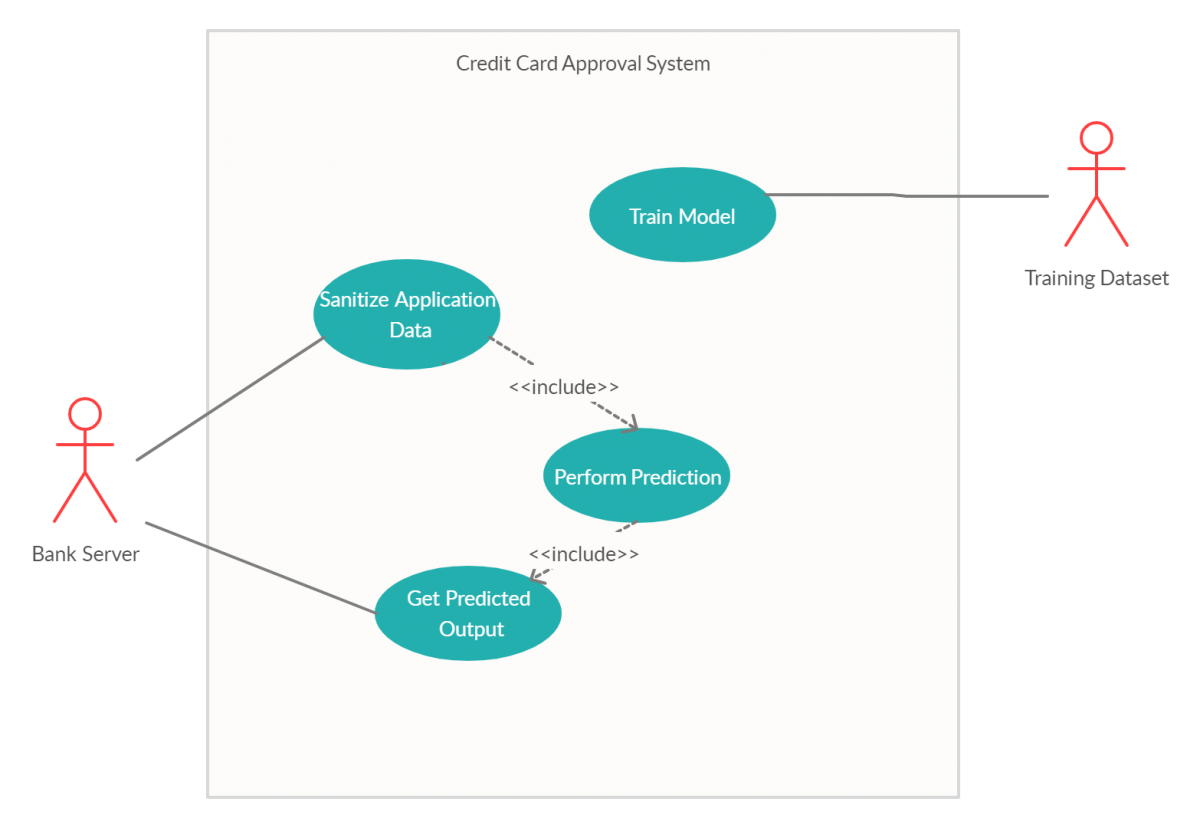 Credit Card Approval System
Train Model
Training Dataset
Sanitize Application
Data
<<include>>
Perform Prediction
Bank Server
<<include>>
Get Predicted
Output